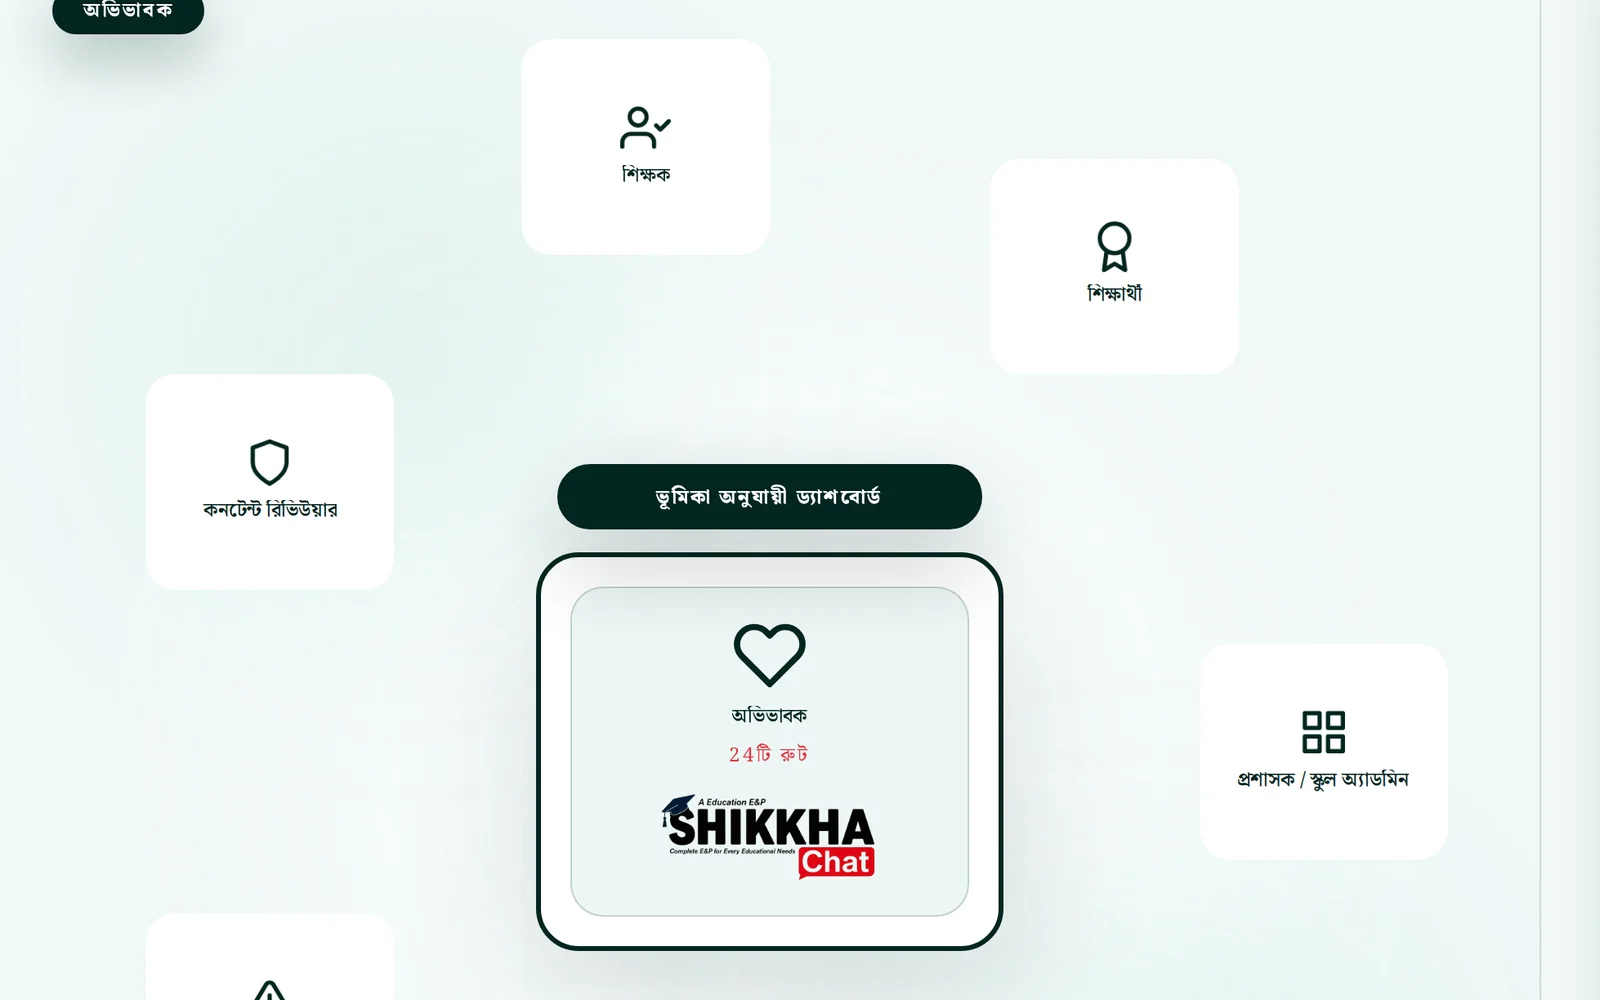 অভিভাবক
শিক্ষক
শিক্ষার্থী
কনটেন্ট রিভিউয়ার
ভূমিকা অনুযায়ী ড্যাশবোর্ড
অভিভাবক
24টি রুট
A Education E&P
SHIKKHA
Complete E&P for Every Educational Needs
Chat
প্রশাসক / স্কুল অ্যাডমিন